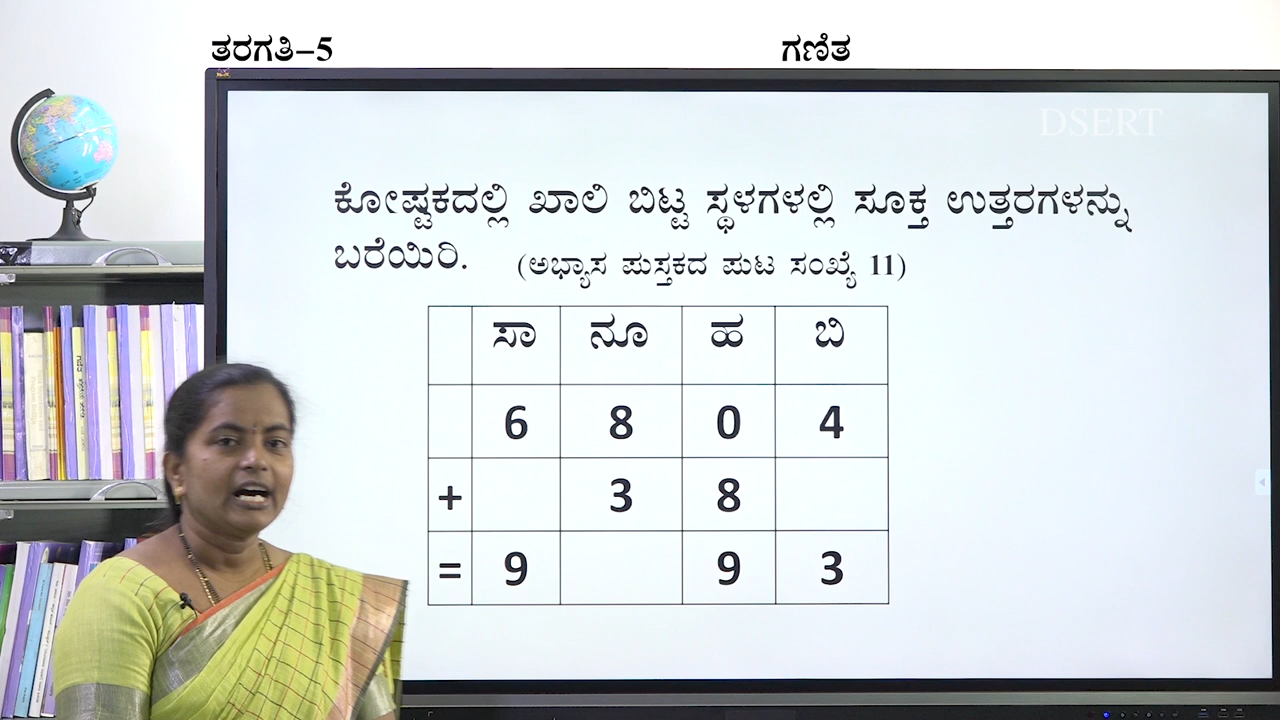 ತರಗತಿ–5 ಗಣಿತ
DSERT
ಕೋಷ್ಟಕದಲ್ಲಿ ಖಾಲಿ ಬಿಟ್ಟ ಸ್ಥಳಗಳಲ್ಲಿ ಸೂಕ್ತ ಉತ್ತರಗಳನ್ನು
ಬರೆಯಿರಿ. (ಅಭ್ಯಾಸ ಪುಸ್ತಕದ ಪುಟ ಸಂಖ್ಯೆ 11)
ಸಾ ನೂ ಹ ಬಿ
6 8 0 4
+ 3 8
= 9 9 3